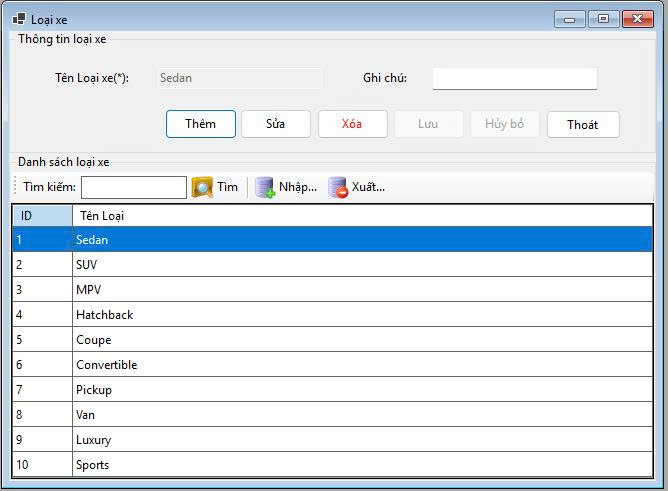 Loại xe
Thông tin loại xe
Tên Loại xe(*): Sedan Ghi chú:
Thêm Sửa Xóa Lưu Hủy bỏ Thoát
Danh sách loại xe
Tìm kiếm: Tìm Nhập... Xuất...
ID Tên Loại
1 Sedan
2 SUV
3 MPV
4 Hatchback
5 Coupe
6 Convertible
7 Pickup
8 Van
9 Luxury
10 Sports